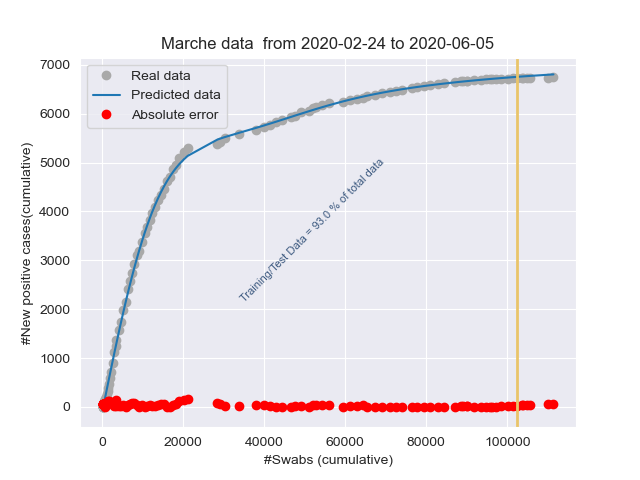 Marche data  from 2020-02-24 to 2020-06-05
7000
6000
5000
4000
3000
2000
1000
0
#New positive cases(cumulative)
Real data
Predicted data
Absolute error
Training/Test Data = 93.0 % of total data
0 20000 40000 60000 80000 100000
#Swabs (cumulative)